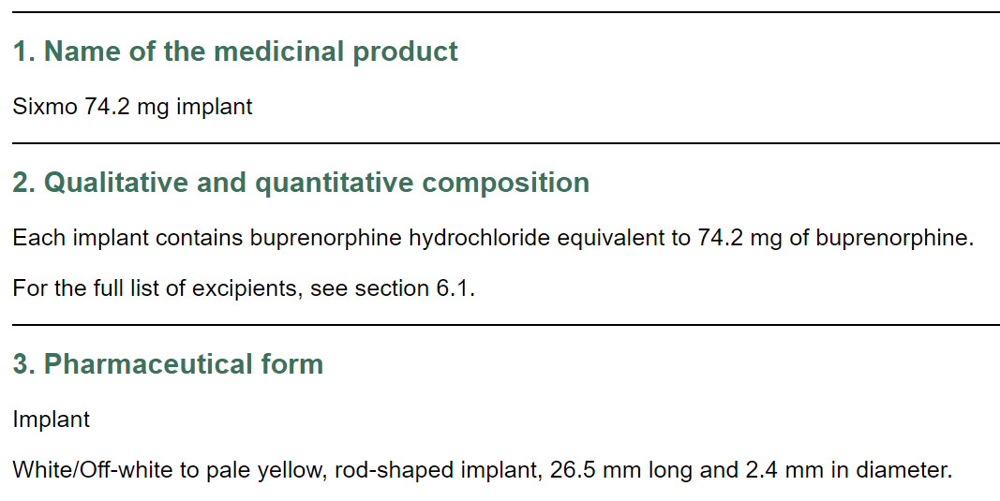 1. Name of the medicinal product
Sixmo 74.2 mg implant
2. Qualitative and quantitative composition
Each implant contains buprenorphine hydrochloride equivalent to 74.2 mg of buprenorphine.
For the full list of excipients, see section 6.1.
3. Pharmaceutical form
Implant
White/Off-white to pale yellow, rod-shaped implant, 26.5 mm long and 2.4 mm in diameter.